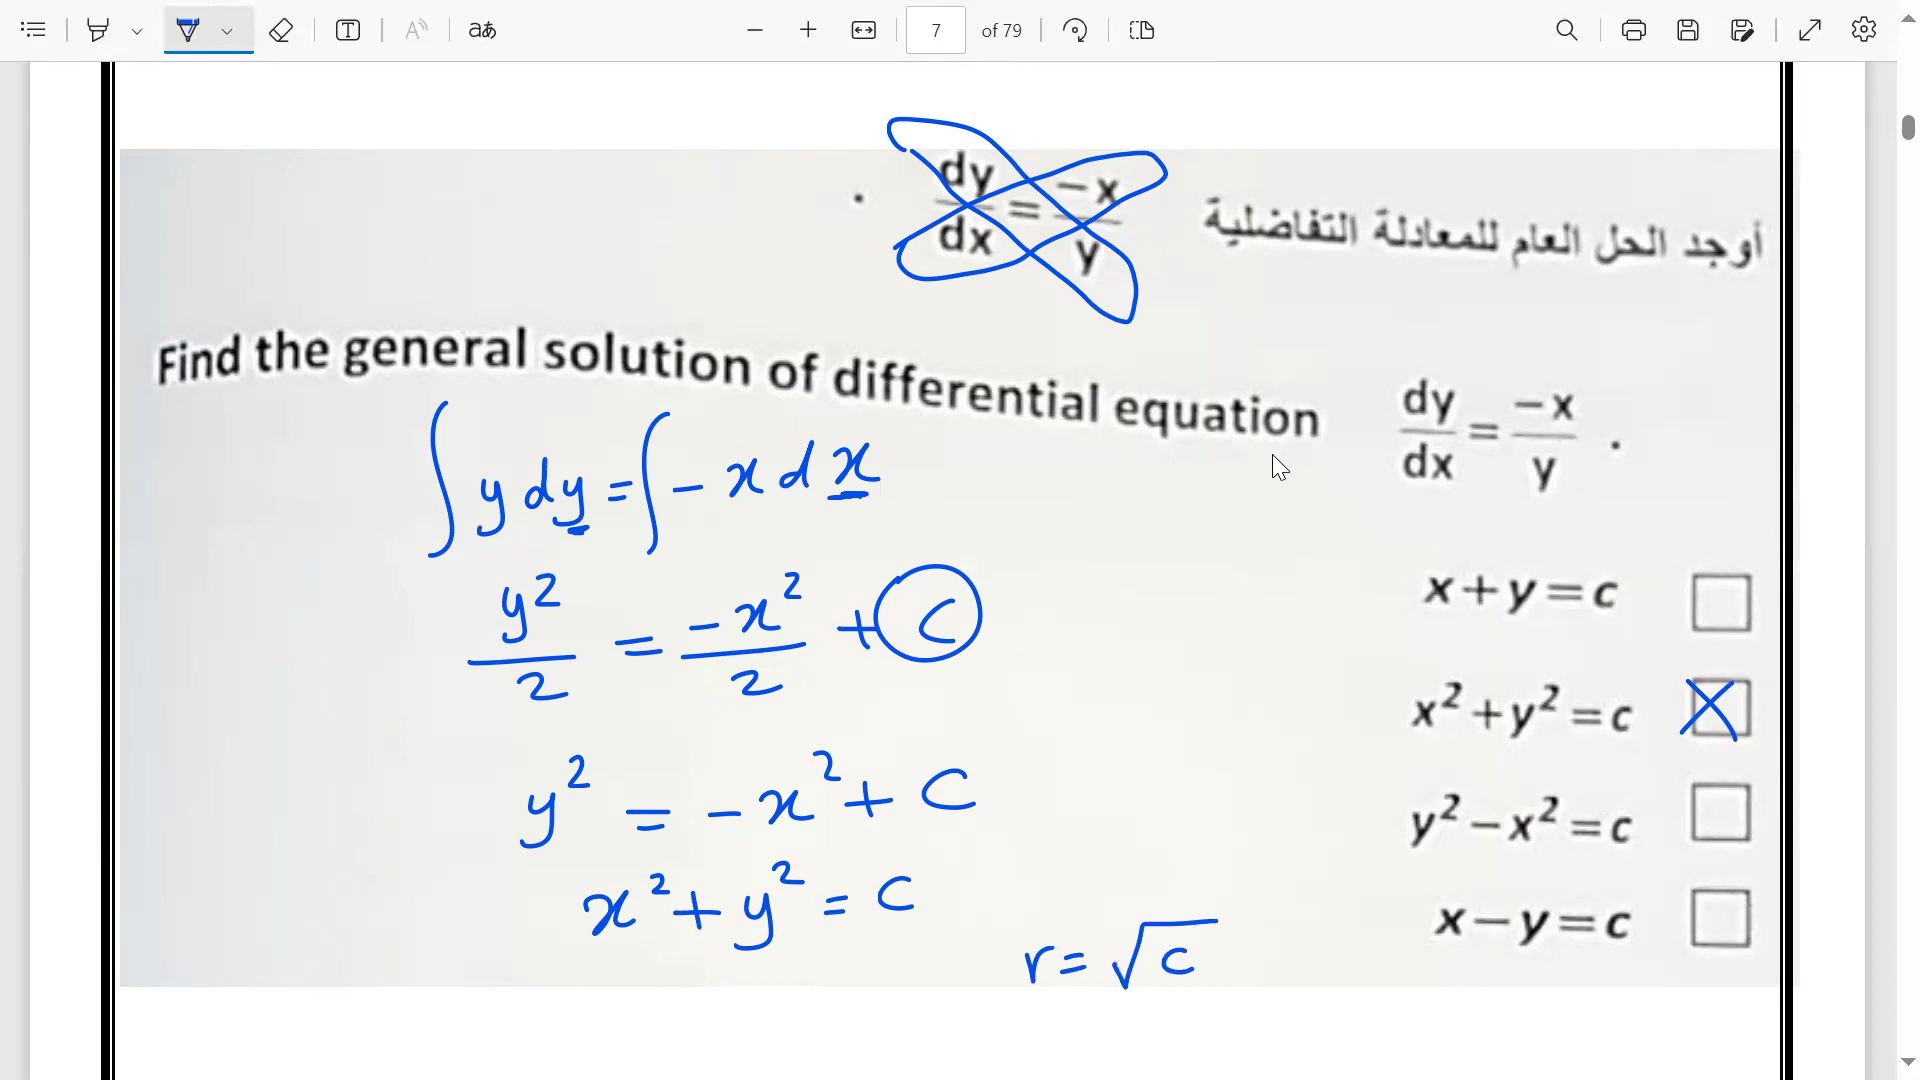 7 of 79
أوجد الحل العام للمعادلة التفاضلية dy/dx = -x/y .
Find the general solution of differential equation dy/dx = -x/y .
∫ y dy = ∫ - x dx
y²/2 = -x²/2 + C
y² = - x² + C
x² + y² = C
r = √c
x + y = c
x² + y² = c
y² - x² = c
x - y = c